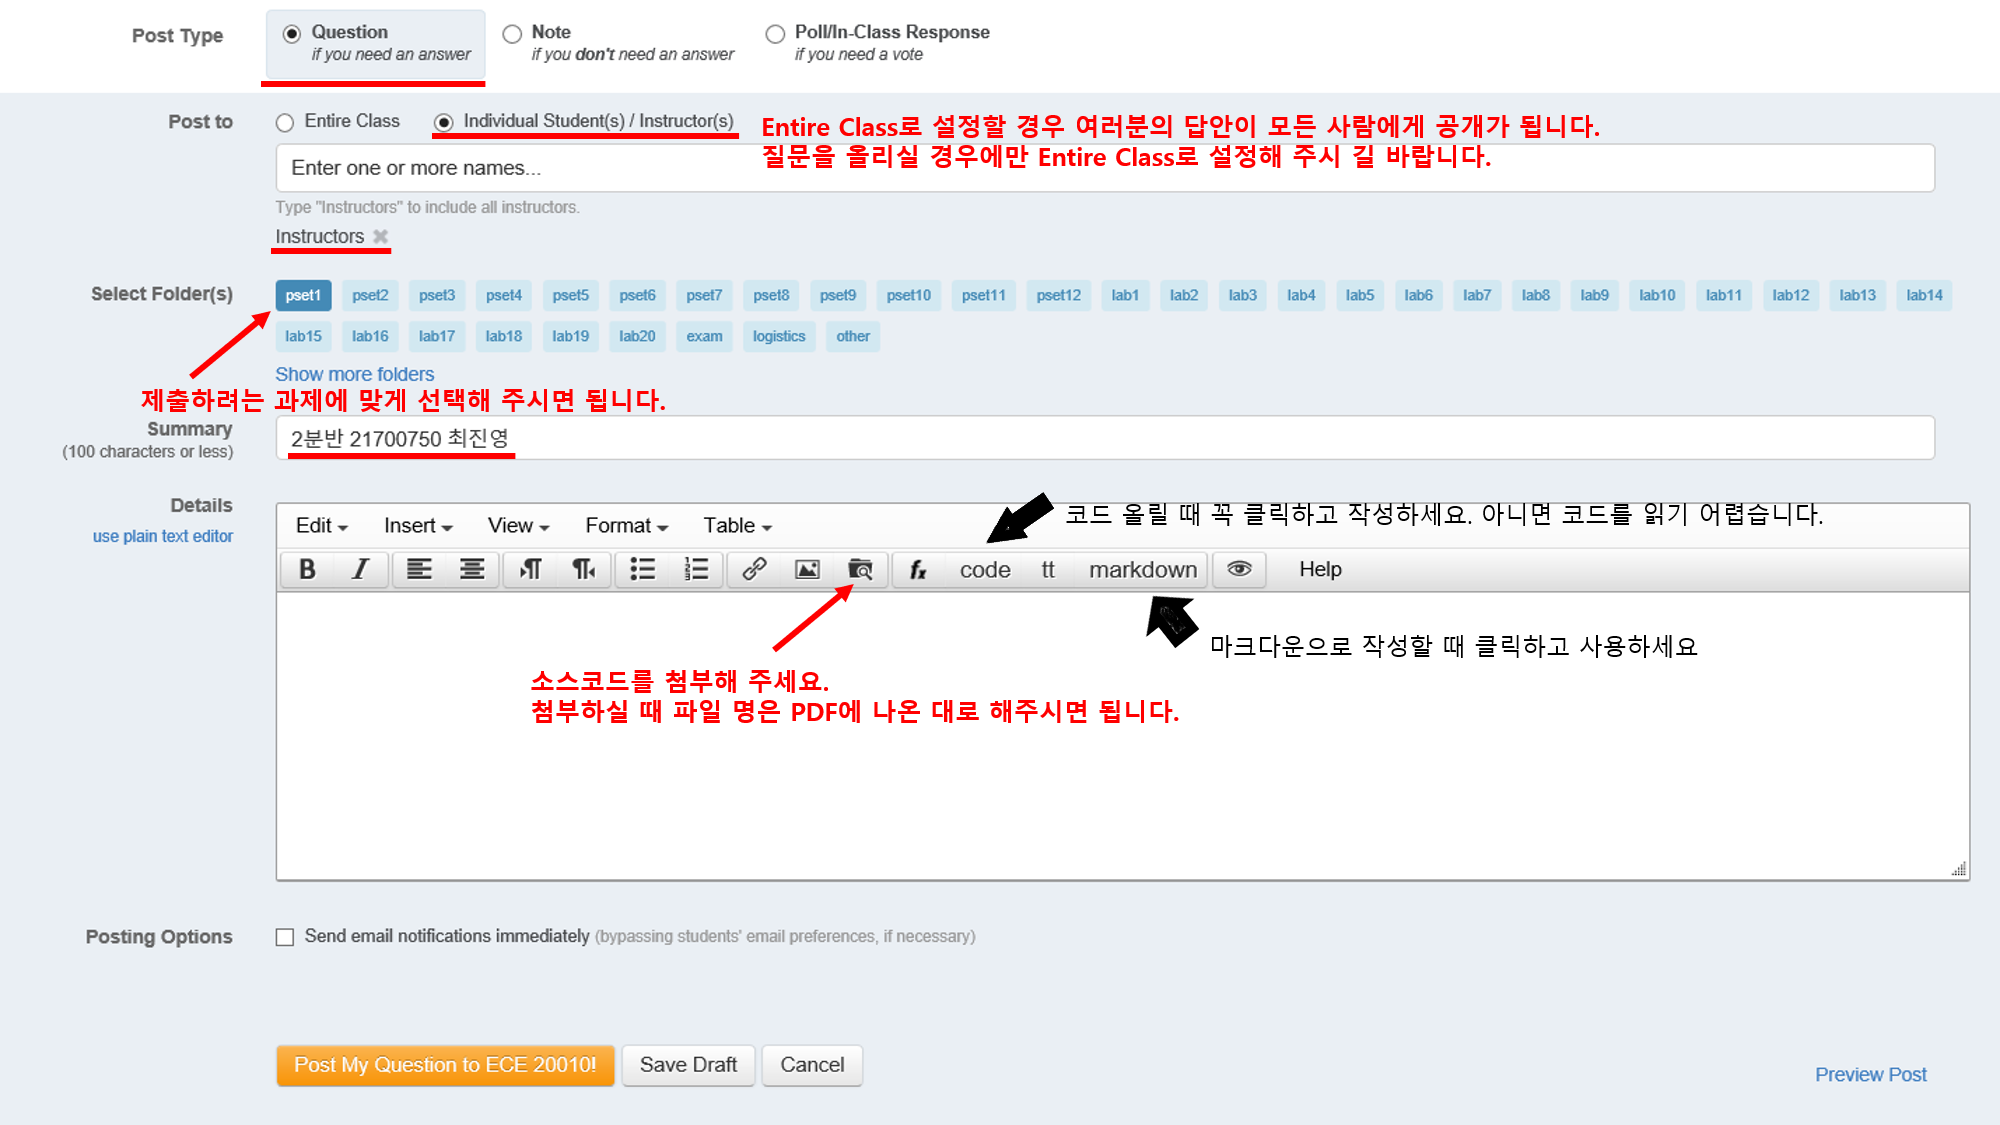 Post Type
Question
if you need an answer
Note
if you don't need an answer
Poll/In-Class Response
if you need a vote
Post to
Entire Class
Individual Student(s) / Instructor(s)
Entire Class로 설정할 경우 여러분의 답안이 모든 사람에게 공개가 됩니다.
질문을 올리실 경우에만 Entire Class로 설정해 주시 길 바랍니다.
Enter one or more names...
Type "Instructors" to include all instructors.
Instructors
Select Folder(s)
pset1 pset2 pset3 pset4 pset5 pset6 pset7 pset8 pset9 pset10 pset11 pset12 lab1 lab2 lab3 lab4 lab5 lab6 lab7 lab8 lab9 lab10 lab11 lab12 lab13 lab14
lab15 lab16 lab17 lab18 lab19 lab20 exam logistics other
Show more folders
제출하려는 과제에 맞게 선택해 주시면 됩니다.
Summary
(100 characters or less)
2분반 21700750 최진영
Details
use plain text editor
Edit Insert View Format Table
코드 올릴 때 꼭 클릭하고 작성하세요. 아니면 코드를 읽기 어렵습니다.
B I fx code tt markdown Help
마크다운으로 작성할 때 클릭하고 사용하세요
소스코드를 첨부해 주세요.
첨부하실 때 파일 명은 PDF에 나온 대로 해주시면 됩니다.
Posting Options
Send email notifications immediately (bypassing students' email preferences, if necessary)
Post My Question to ECE 20010!
Save Draft
Cancel
Preview Post